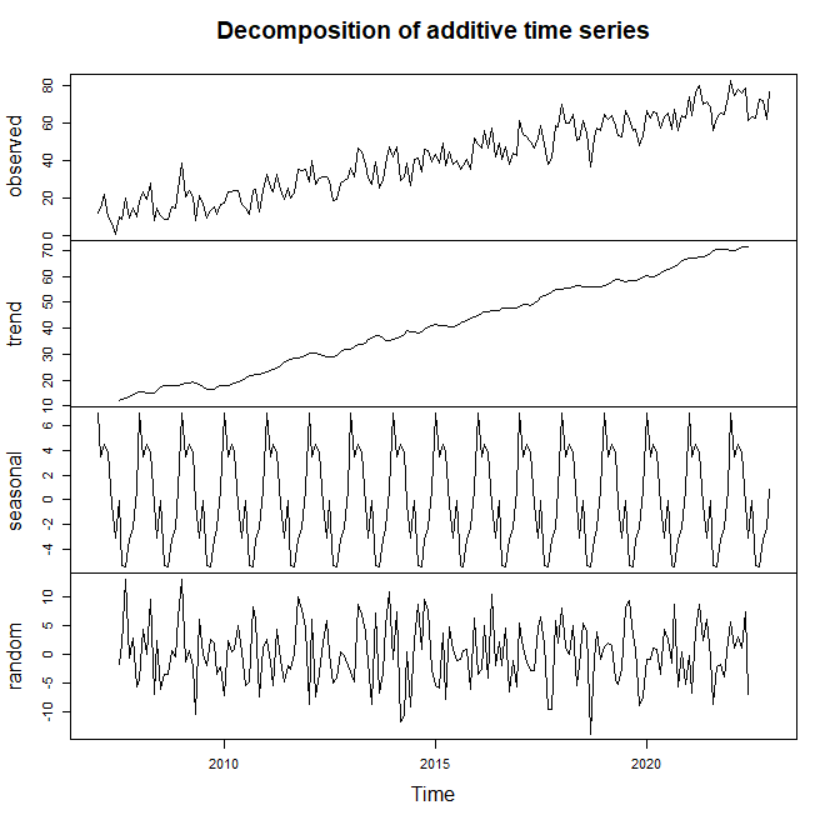 Decomposition of additive time series
observed
0 20 40 60 80
trend
10 20 30 40 50 60 70
seasonal
-4 -2 0 2 4 6
random
-10 -5 0 5 10
2010 2015 2020
Time